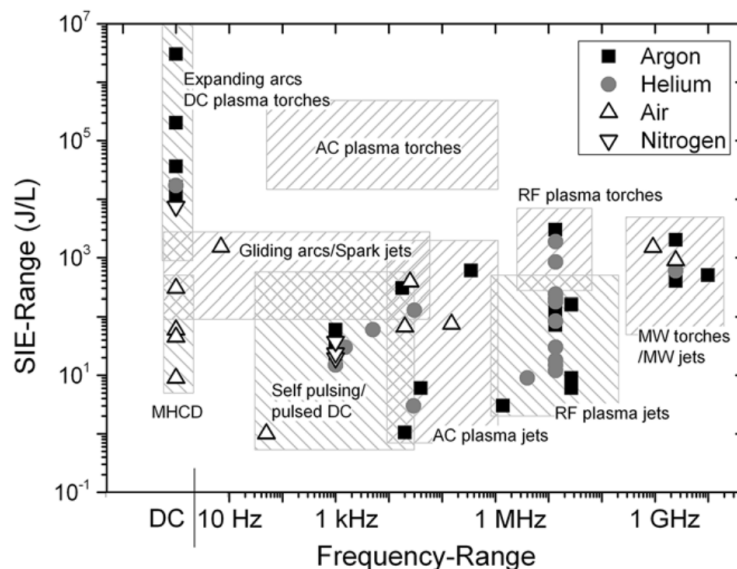 10^7
10^5
10^3
10^1
10^-1
SIE-Range (J/L)
Expanding arcs
DC plasma torches
AC plasma torches
Argon
Helium
Air
Nitrogen
RF plasma torches
Gliding arcs/Spark jets
MW torches
/MW jets
Self pulsing/
pulsed DC
MHCD
AC plasma jets
RF plasma jets
DC
10 Hz
1 kHz
1 MHz
1 GHz
Frequency-Range